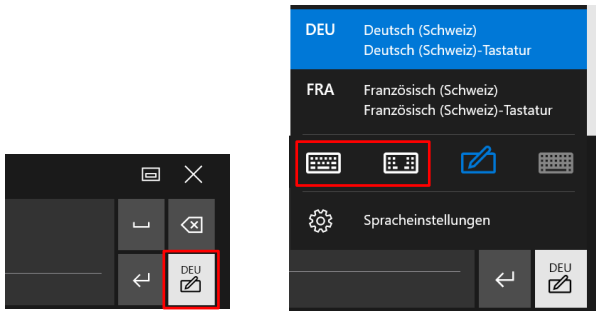 DEU
DEU
Deutsch (Schweiz)
Deutsch (Schweiz)-Tastatur
FRA
Französisch (Schweiz)
Französisch (Schweiz)-Tastatur
Spracheinstellungen
DEU